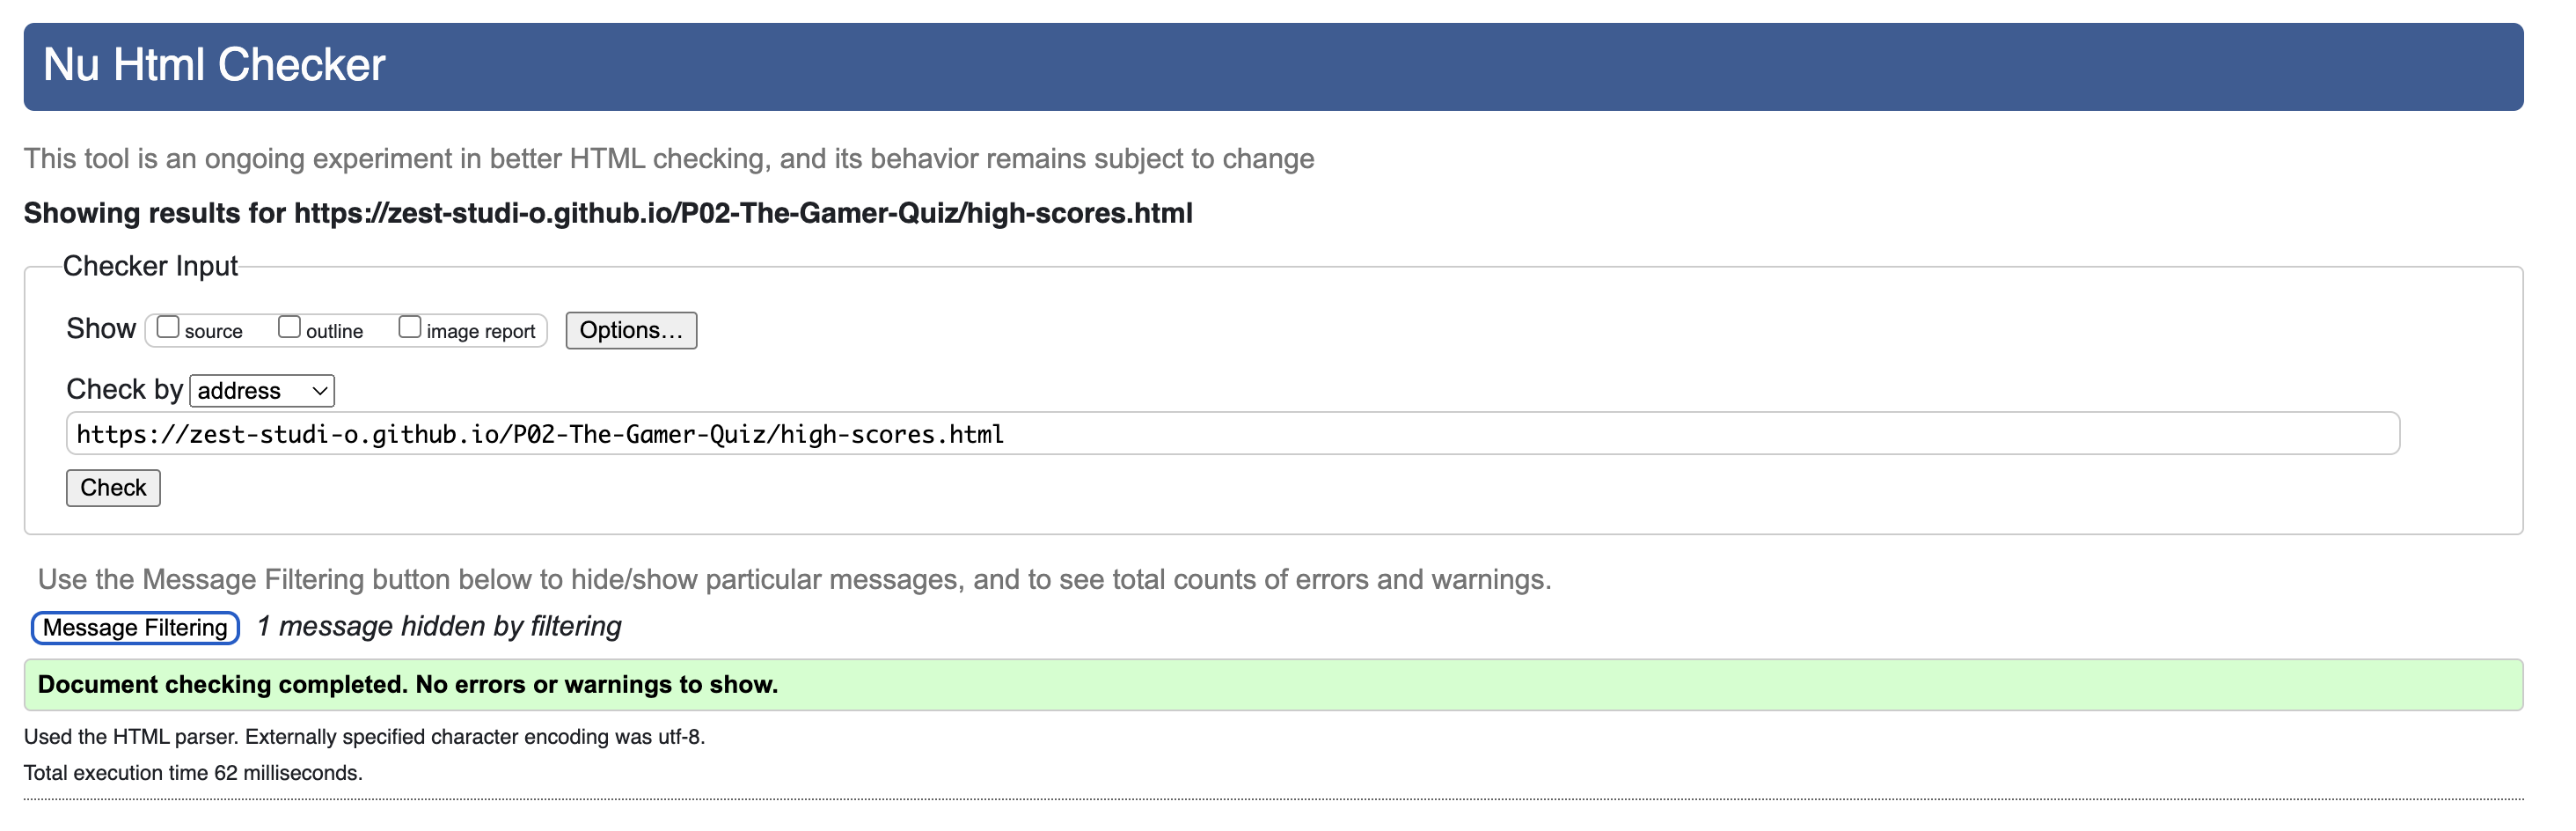 Nu Html Checker
This tool is an ongoing experiment in better HTML checking, and its behavior remains subject to change
Showing results for https://zest-studi-o.github.io/P02-The-Gamer-Quiz/high-scores.html
Checker Input
Show source outline image report Options...
Check by address
https://zest-studi-o.github.io/P02-The-Gamer-Quiz/high-scores.html
Check
Use the Message Filtering button below to hide/show particular messages, and to see total counts of errors and warnings.
Message Filtering 1 message hidden by filtering
Document checking completed. No errors or warnings to show.
Used the HTML parser. Externally specified character encoding was utf-8.
Total execution time 62 milliseconds.